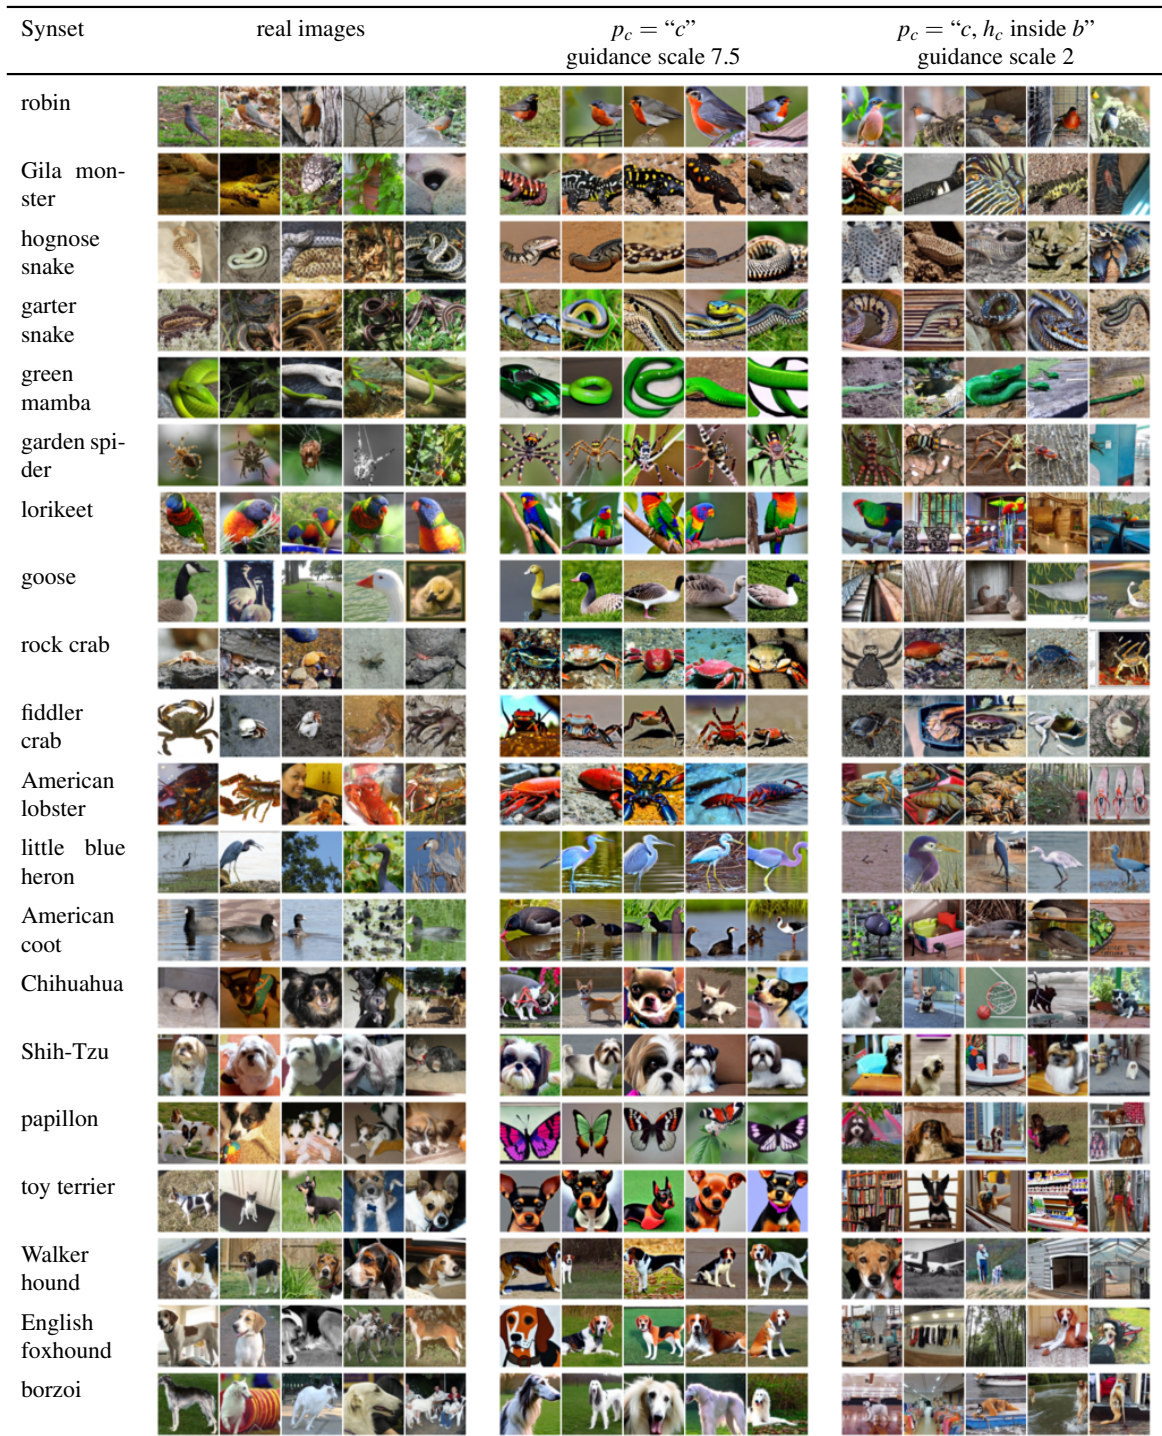 Synset real images p_c = “c” p_c = “c, h_c inside b”
guidance scale 7.5 guidance scale 2
robin
Gila mon-
ster
hognose
snake
garter
snake
green
mamba
garden spi-
der
lorikeet
goose
rock crab
fiddler
crab
American
lobster
little blue
heron
American
coot
Chihuahua
Shih-Tzu
papillon
toy terrier
Walker
hound
English
foxhound
borzoi